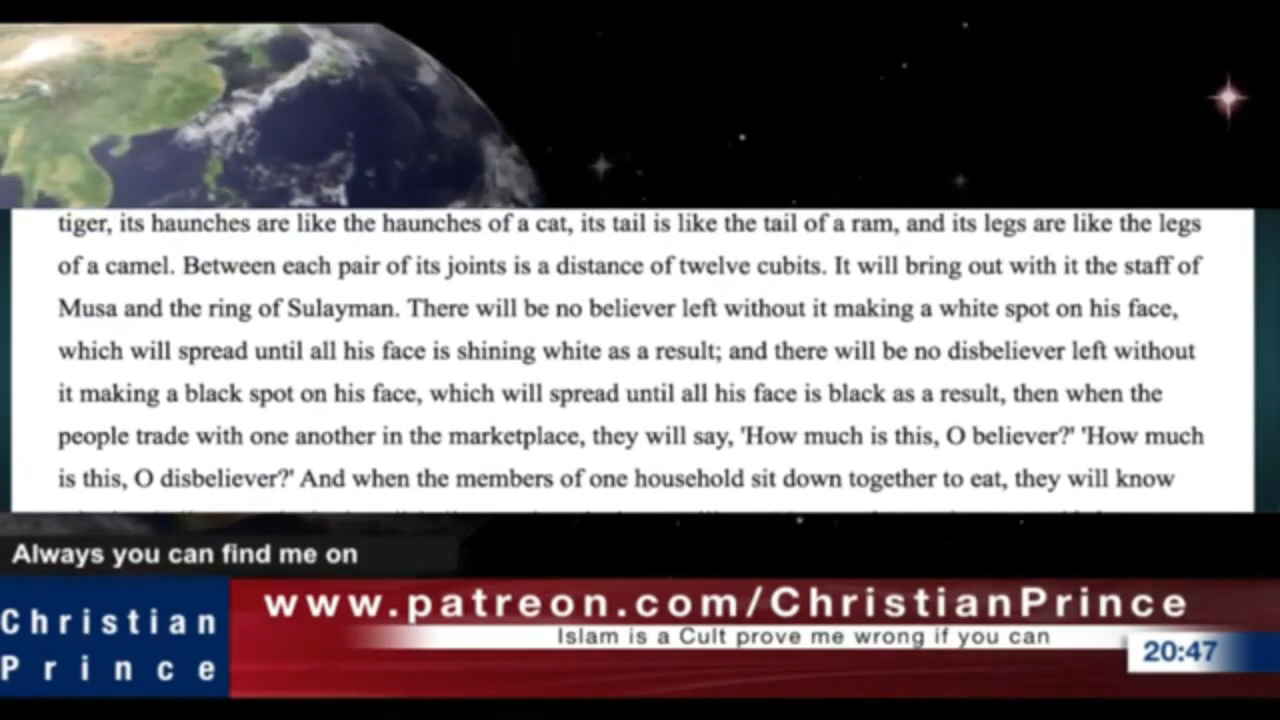 tiger, its haunches are like the haunches of a cat, its tail is like the tail of a ram, and its legs are like the legs
of a camel. Between each pair of its joints is a distance of twelve cubits. It will bring out with it the staff of
Musa and the ring of Sulayman. There will be no believer left without it making a white spot on his face,
which will spread until all his face is shining white as a result; and there will be no disbeliever left without
it making a black spot on his face, which will spread until all his face is black as a result, then when the
people trade with one another in the marketplace, they will say, 'How much is this, O believer?' 'How much
is this, O disbeliever?' And when the members of one household sit down together to eat, they will know
Always you can find me on
www.patreon.com/ChristianPrince
Christian
Prince
Islam is a Cult prove me wrong if you can
20:47